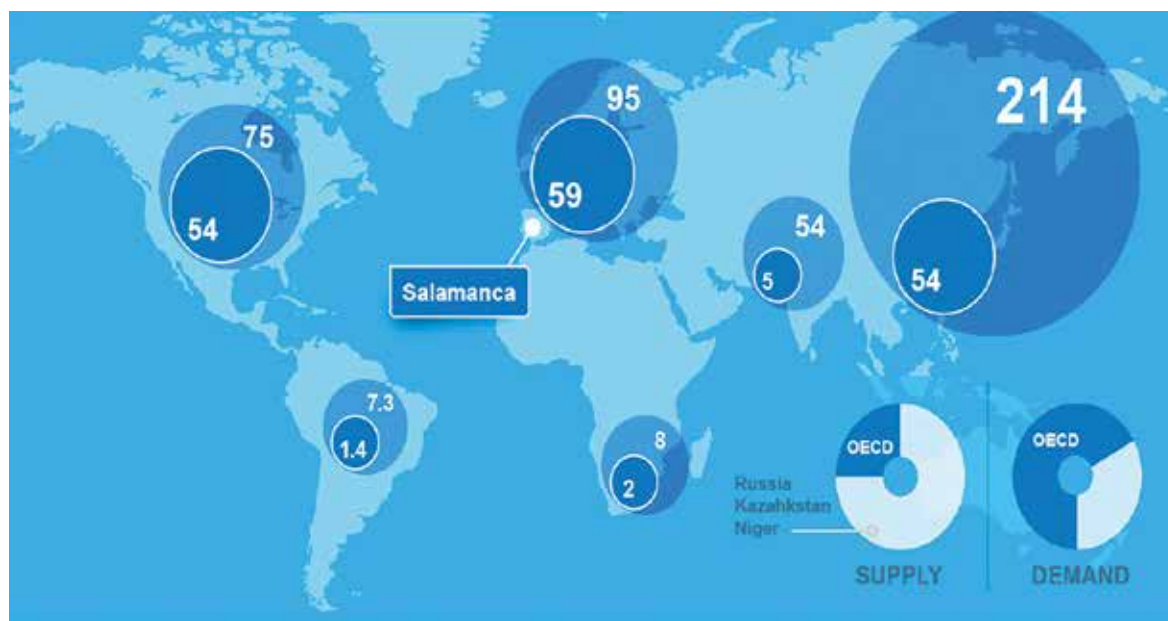 75
54
95
59
Salamanca
54
5
214
54
7.3
1.4
8
2
OECD
Russia
Kazahkstan
Niger
SUPPLY
OECD
DEMAND